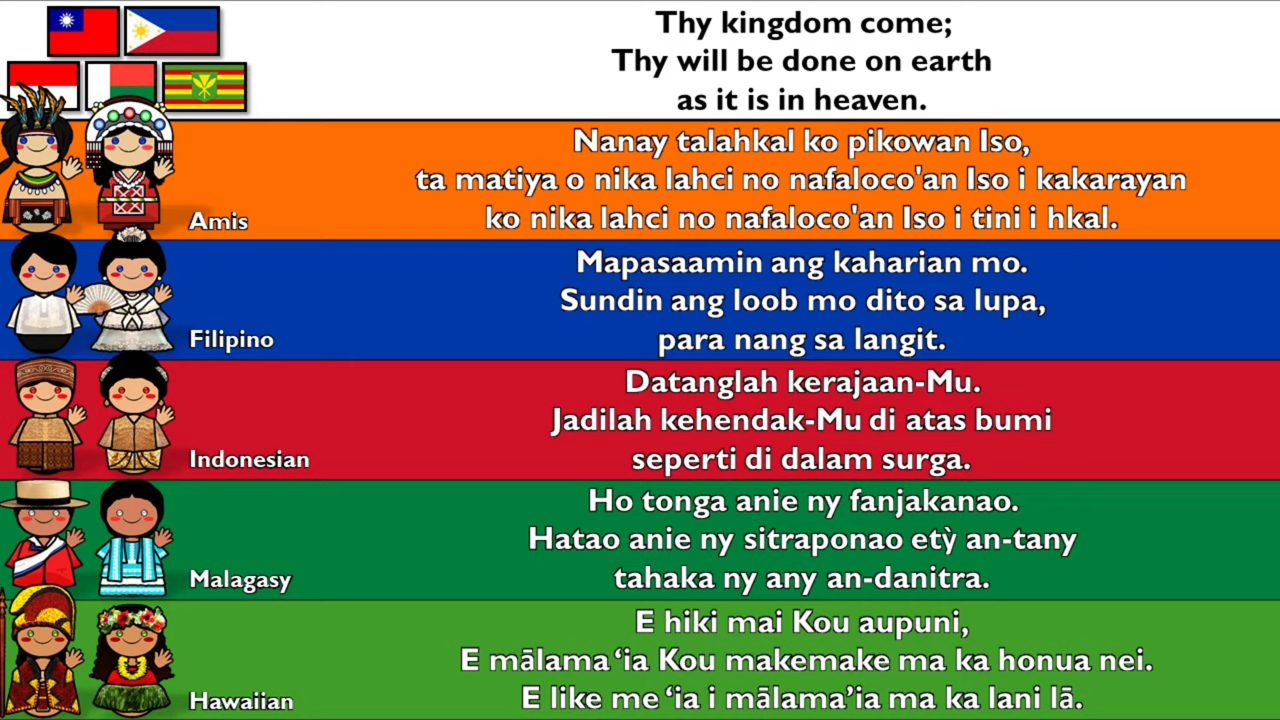 Thy kingdom come;
Thy will be done on earth
as it is in heaven.
Nanay talahkal ko pikowan Iso,
ta matiya o nika lahci no nafaloco'an Iso i kakarayan
ko nika lahci no nafaloco'an Iso i tini i hkal.
Amis
Mapasaamin ang kaharian mo.
Sundin ang loob mo dito sa lupa,
para nang sa langit.
Filipino
Datanglah kerajaan-Mu.
Jadilah kehendak-Mu di atas bumi
seperti di dalam surga.
Indonesian
Ho tonga anie ny fanjakanao.
Hatao anie ny sitraponao etỳ an-tany
tahaka ny any an-danitra.
Malagasy
E hiki mai Kou aupuni,
E mālama ‘ia Kou makemake ma ka honua nei.
E like me ‘ia i mālama’ia ma ka lani lā.
Hawaiian